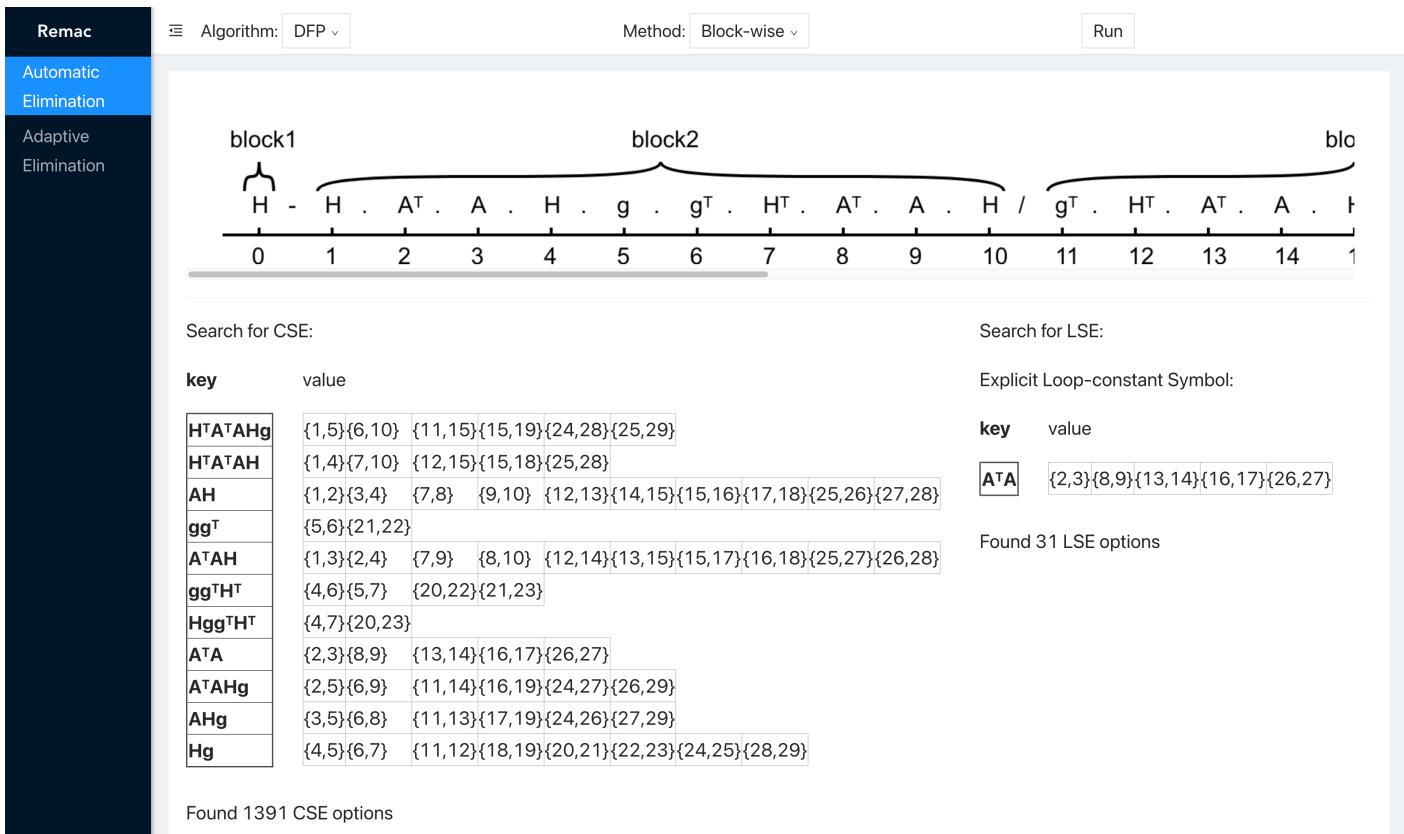 Remac
Automatic
Elimination
Adaptive
Elimination
Algorithm: DFP Method: Block-wise Run
block1 block2 blo
H - H . Aᵀ . A . H . g . gᵀ . Hᵀ . Aᵀ . A . H / gᵀ . Hᵀ . Aᵀ . A .
0 1 2 3 4 5 6 7 8 9 10 11 12 13 14 1
Search for CSE:
key value
HᵀAᵀAHg {1,5} {6,10} {11,15} {15,19} {24,28} {25,29}
HᵀAᵀAH {1,4} {7,10} {12,15} {15,18} {25,28}
AH {1,2} {3,4} {7,8} {9,10} {12,13} {14,15} {15,16} {17,18} {25,26} {27,28}
ggᵀ {5,6} {21,22}
AᵀAH {1,3} {2,4} {7,9} {8,10} {12,14} {13,15} {15,17} {16,18} {25,27} {26,28}
ggᵀHᵀ {4,6} {5,7} {20,22} {21,23}
HggᵀHᵀ {4,7} {20,23}
AᵀA {2,3} {8,9} {13,14} {16,17} {26,27}
AᵀAHg {2,5} {6,9} {11,14} {16,19} {24,27} {26,29}
AHg {3,5} {6,8} {11,13} {17,19} {24,26} {27,29}
Hg {4,5} {6,7} {11,12} {18,19} {20,21} {22,23} {24,25} {28,29}
Found 1391 CSE options
Search for LSE:
Explicit Loop-constant Symbol:
key value
AᵀA {2,3} {8,9} {13,14} {16,17} {26,27}
Found 31 LSE options